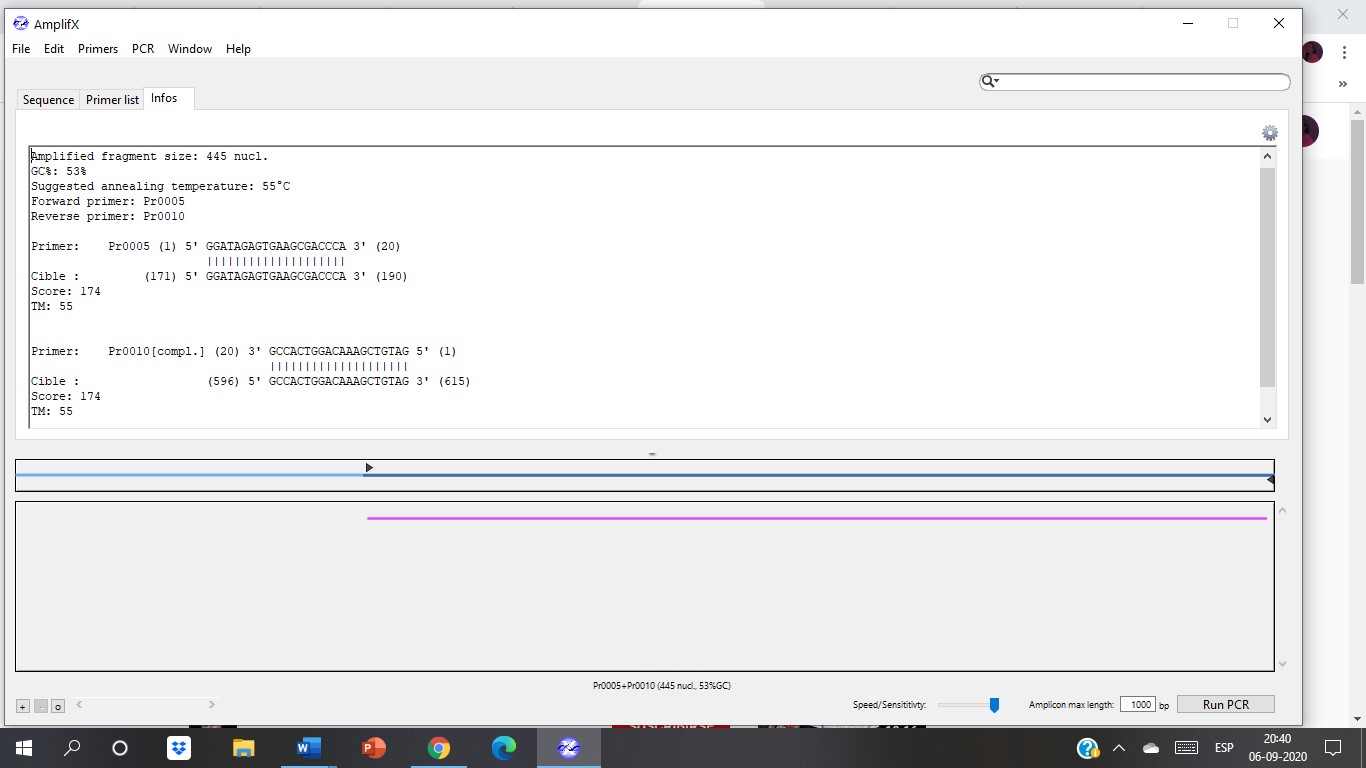 AmplifX
File Edit Primers PCR Window Help
Sequence Primer list Infos
Amplified fragment size: 445 nucl.
GC%: 53%
Suggested annealing temperature: 55°C
Forward primer: Pr0005
Reverse primer: Pr0010
Primer: Pr0005 (1) 5' GGATAGAGTGAAGCGACCCA 3' (20)
||||||||||||||||||||
Cible : (171) 5' GGATAGAGTGAAGCGACCCA 3' (190)
Score: 174
TM: 55
Primer: Pr0010[compl.] (20) 3' GCCACTGGACAAAGCTGTAG 5' (1)
||||||||||||||||||||
Cible : (596) 5' GCCACTGGACAAAGCTGTAG 3' (615)
Score: 174
TM: 55
Pr0005+Pr0010 (445 nucl., 53%GC)
+ - o
Speed/Sensititivty: Amplicon max length: 1000 bp Run PCR
ESP
20:40
06-09-2020